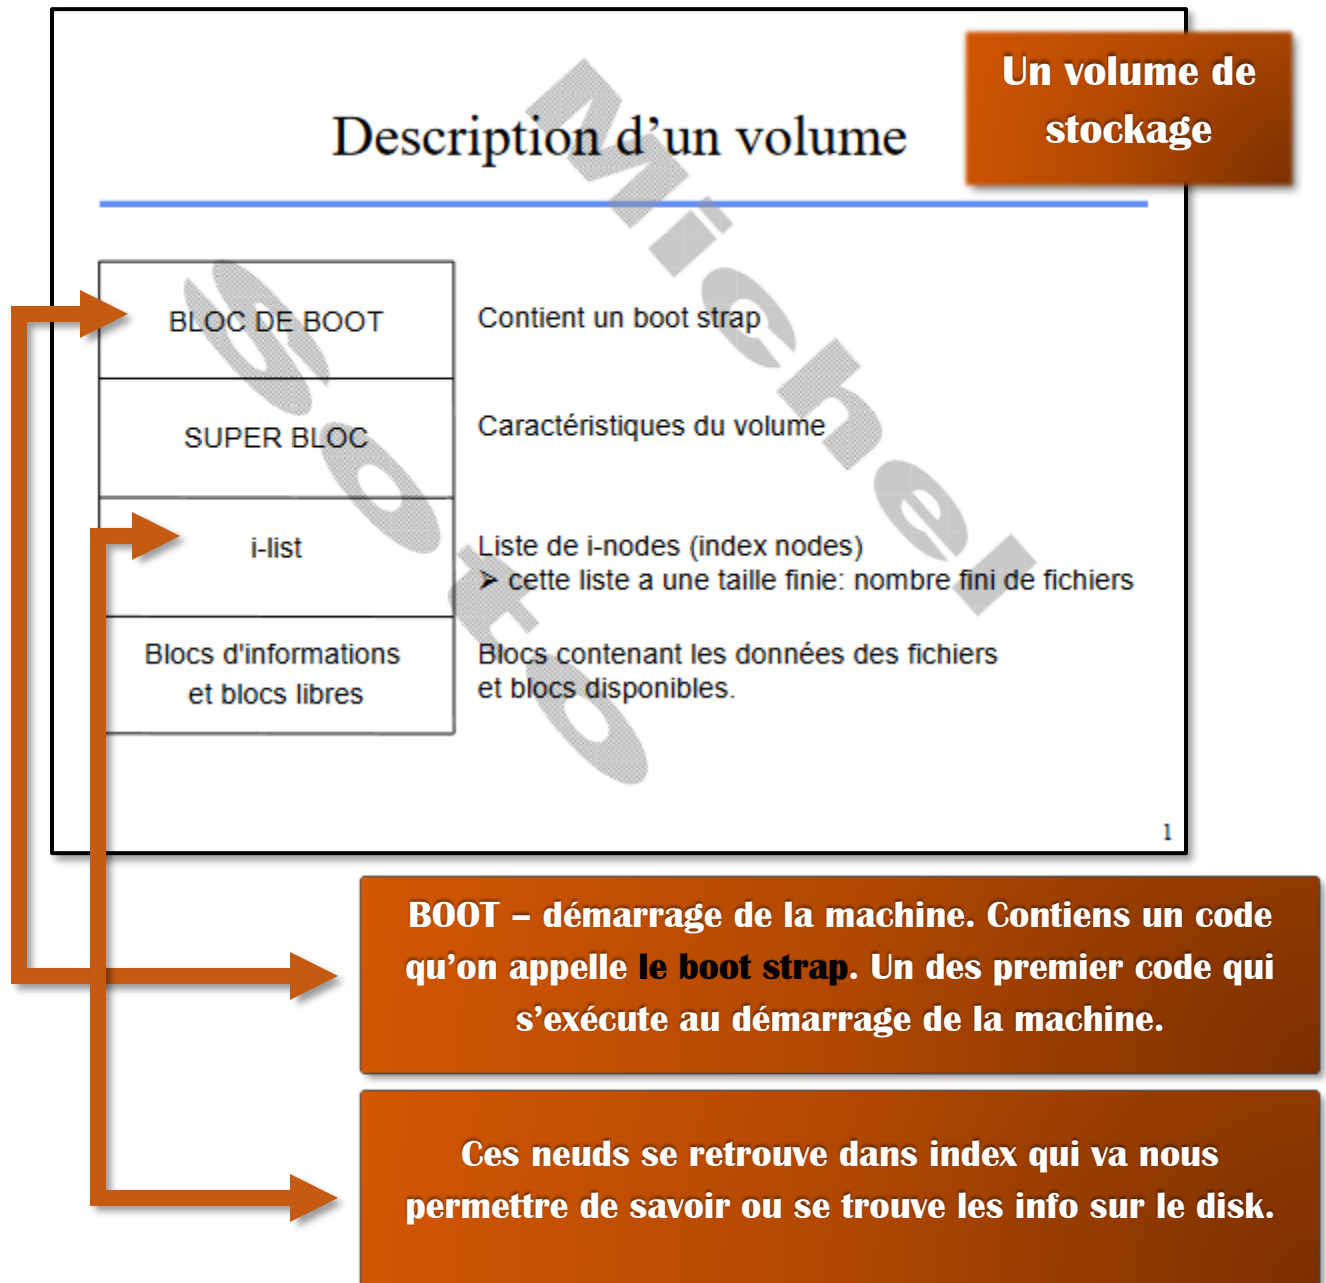 Un volume de
stockage
Description d'un volume
BLOC DE BOOT
Contient un boot strap
SUPER BLOC
Caractéristiques du volume
i-list
Liste de i-nodes (index nodes)
➢ cette liste a une taille finie: nombre fini de fichiers
Blocs d'informations
et blocs libres
Blocs contenant les données des fichiers
et blocs disponibles.
Michel
Soto
1
BOOT – démarrage de la machine. Contiens un code
qu'on appelle le boot strap. Un des premier code qui
s'exécute au démarrage de la machine.
Ces neuds se retrouve dans index qui va nous
permettre de savoir ou se trouve les info sur le disk.